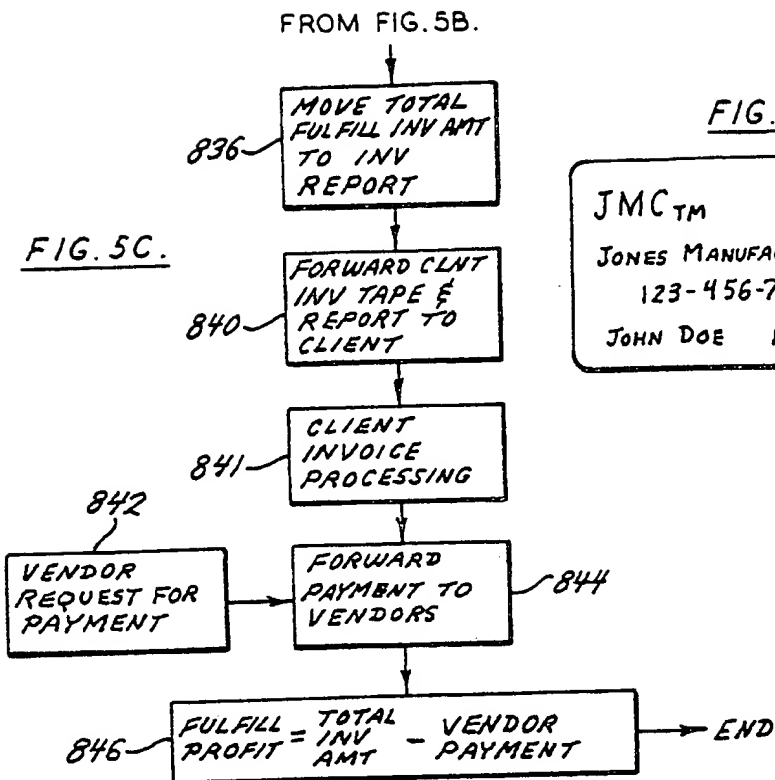 FROM FIG. 5B.
836
MOVE TOTAL
FULFILL INV AMT
TO INV
REPORT
FIG. 5C.
840
FORWARD CLNT
INV TAPE &
REPORT TO
CLIENT
841
CLIENT
INVOICE
PROCESSING
842
VENDOR
REQUEST FOR
PAYMENT
FORWARD
PAYMENT TO
VENDORS
844
846
FULFILL
PROFIT = TOTAL
INV
AMT - VENDOR
PAYMENT
END
FIG.
JMC TM
JONES MANUFA
123-456-7
JOHN DOE